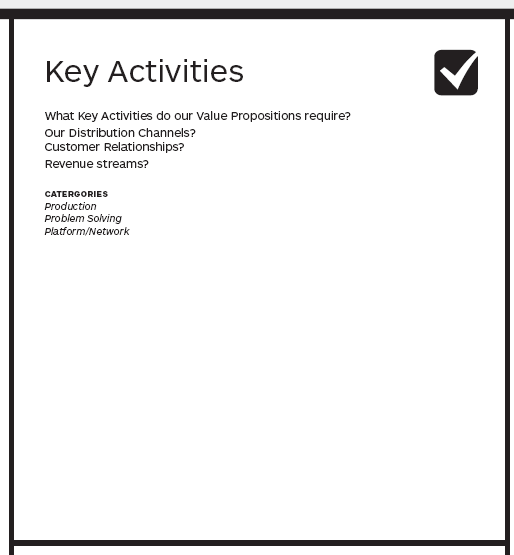 Key Activities
What Key Activities do our Value Propositions require?
Our Distribution Channels?
Customer Relationships?
Revenue streams?
CATERGORIES
Production
Problem Solving
Platform/Network